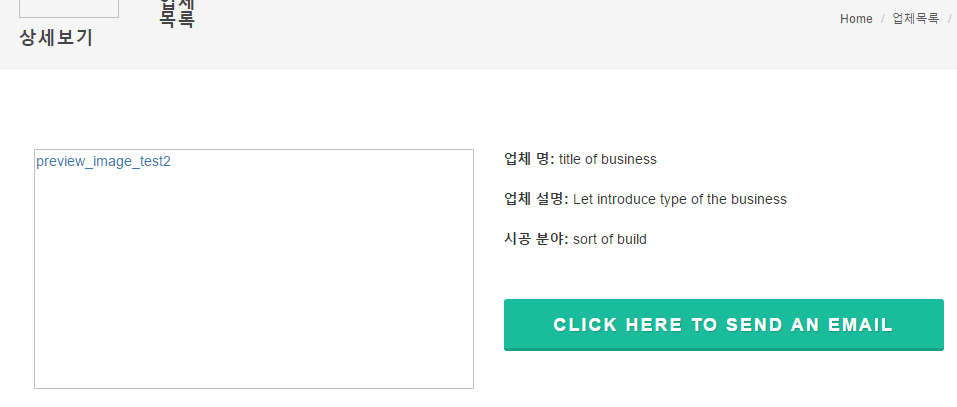 업체
목록
상세보기
Home / 업체목록 /
preview_image_test2
업체 명: title of business
업체 설명: Let introduce type of the business
시공 분야: sort of build
CLICK HERE TO SEND AN EMAIL